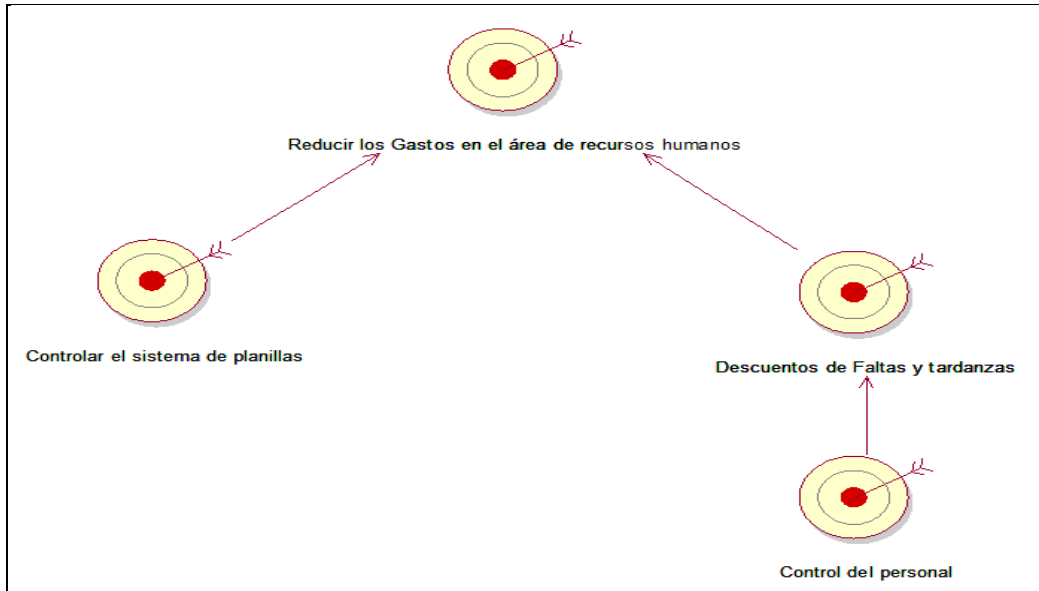 Reducir los Gastos en el área de recursos humanos
Controlar el sistema de planillas
Descuentos de Faltas y tardanzas
Control del personal